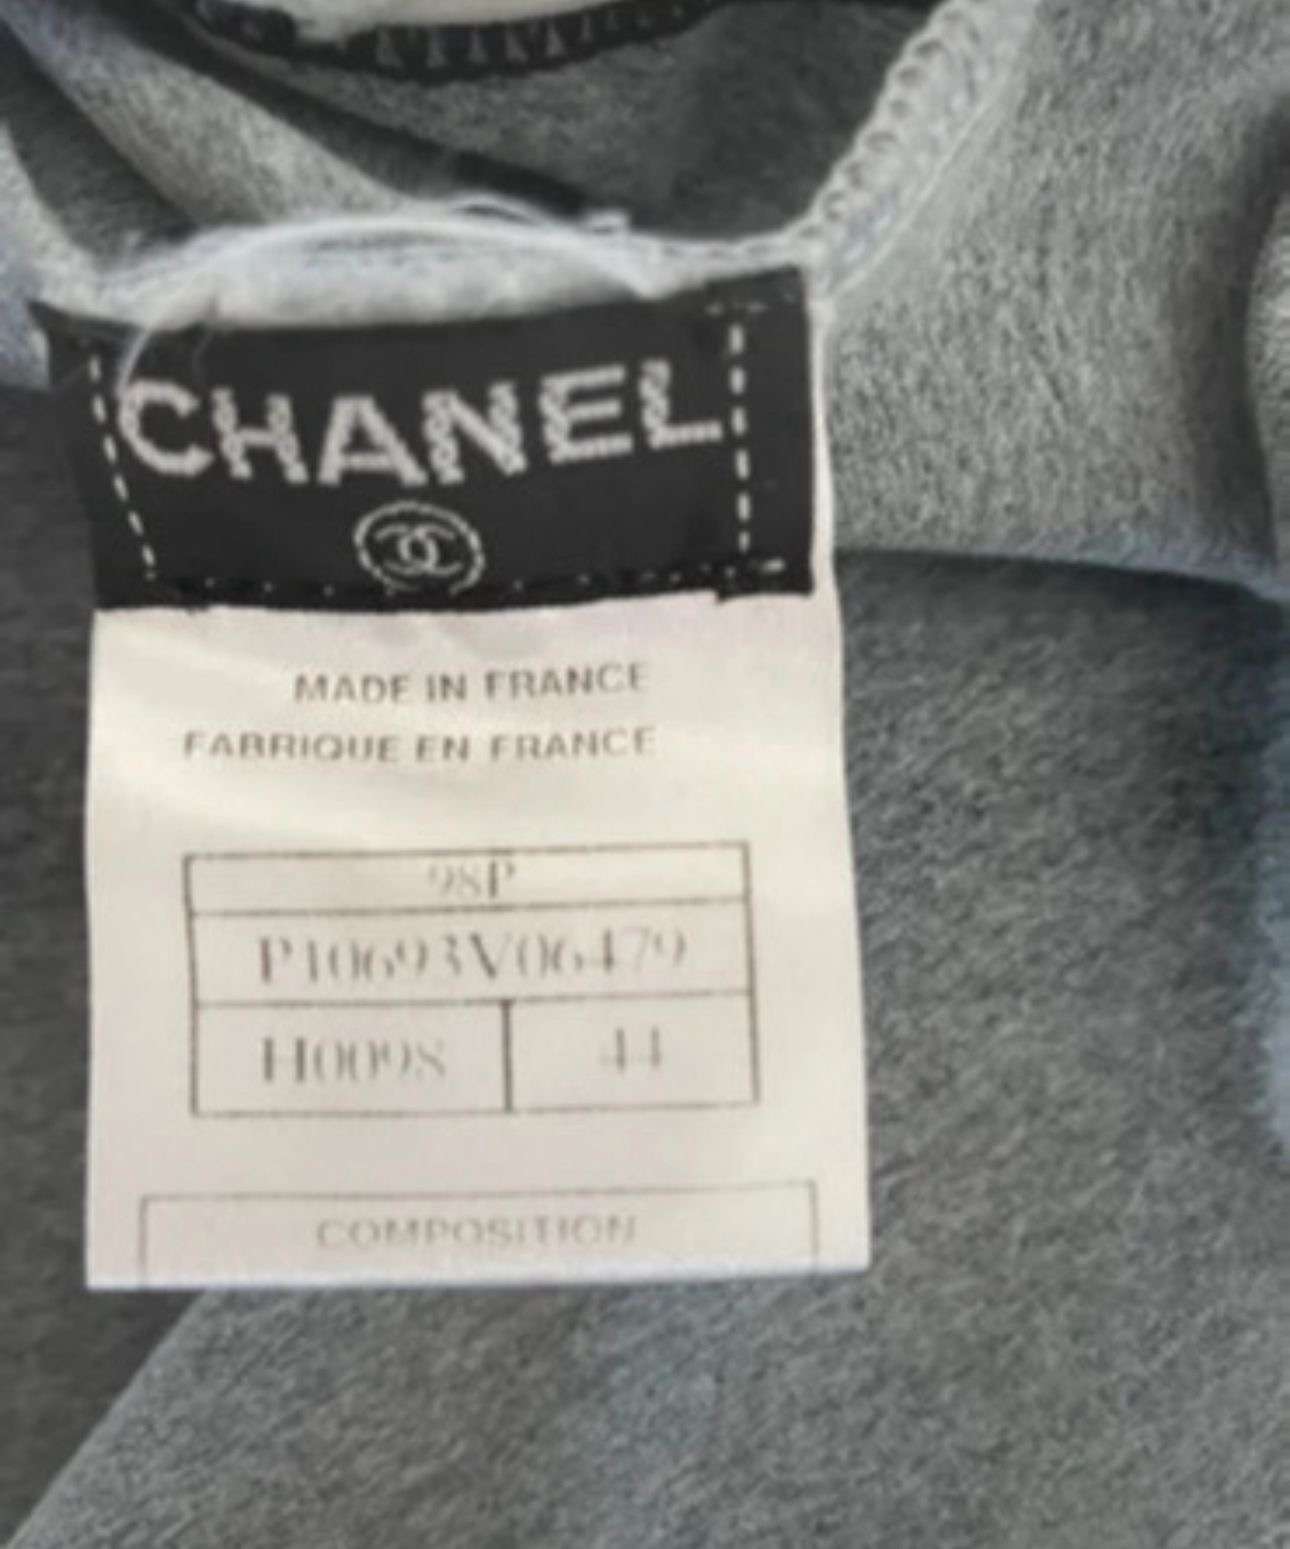 CHANEL
MADE IN FRANCE
FABRIQUE EN FRANCE
98P
P10693V06479
H0098
44
COMPOSITION